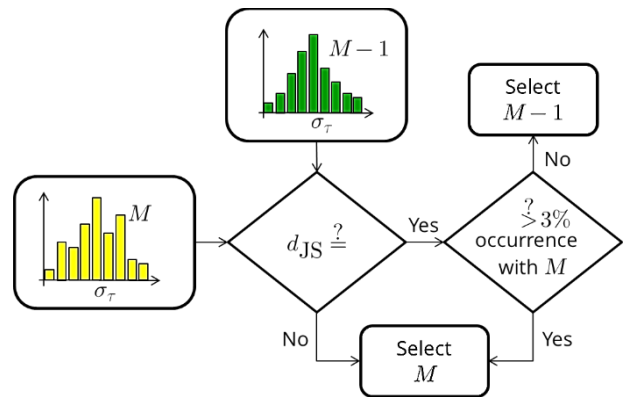 M − 1
σ_τ
Select
M − 1
No
M
σ_τ
d_JS ≟
Yes
>^? 3%
occurrence
with M
No
Select
M
Yes